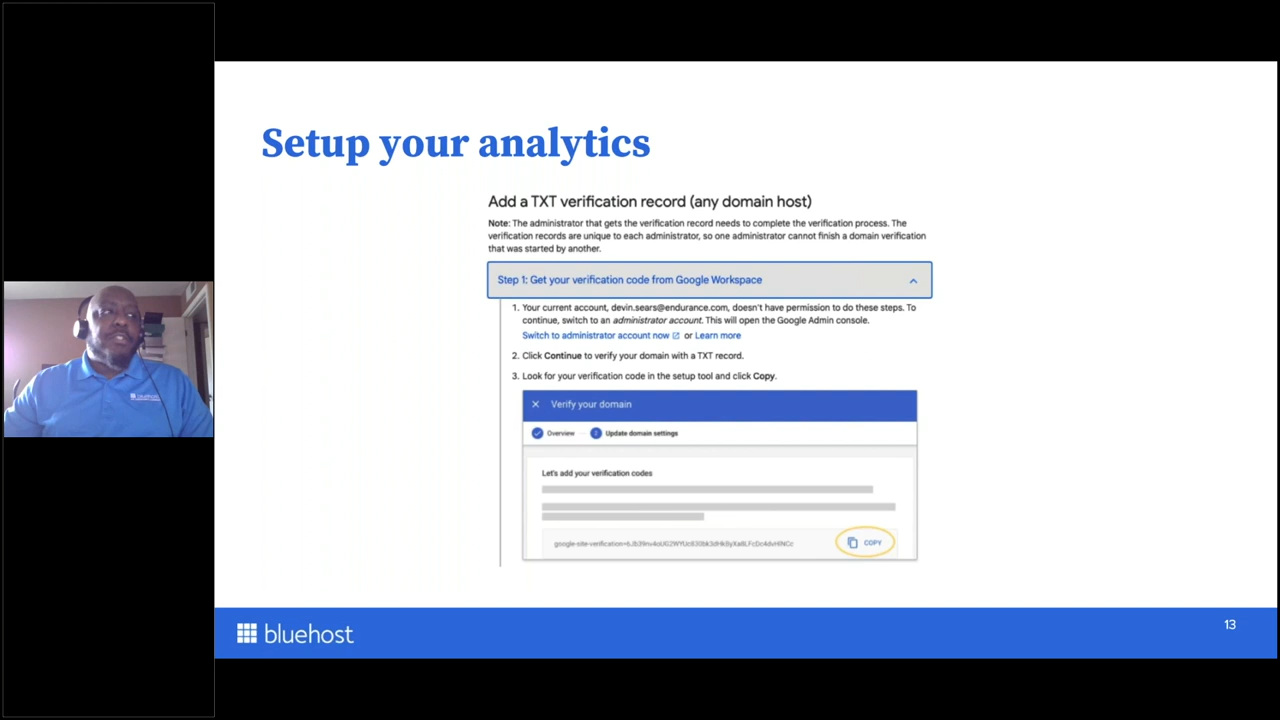 Setup your analytics
Add a TXT verification record (any domain host)
Note: The administrator that gets the verification record needs to complete the verification process. The
verification records are unique to each administrator, so one administrator cannot finish a domain verification
that was started by another.
Step 1: Get your verification code from Google Workspace
1. Your current account, devin.sears@endurance.com, doesn't have permission to do these steps. To
continue, switch to an administrator account. This will open the Google Admin console.
Switch to administrator account now or Learn more
2. Click Continue to verify your domain with a TXT record.
3. Look for your verification code in the setup tool and click Copy.
Verify your domain
Overview 2 Update domain settings
Let's add your verification codes
COPY
bluehost
bluehost
13